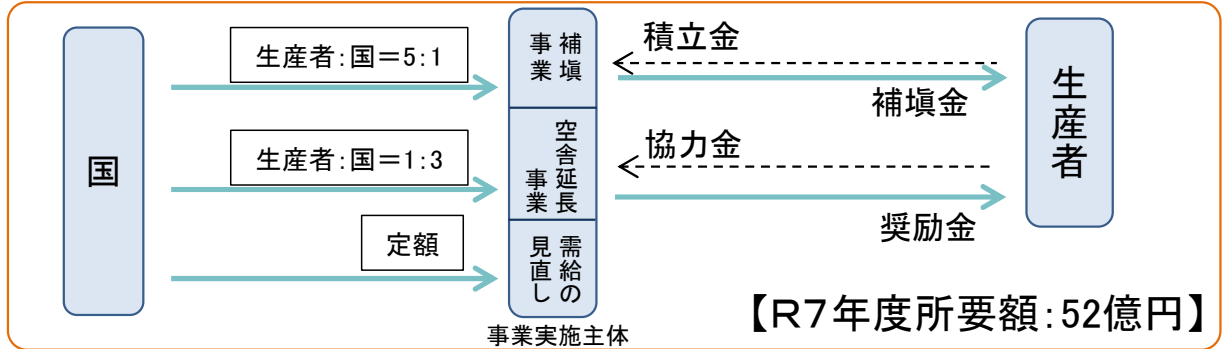 国
生産者:国=5:1
生産者:国=1:3
定額
補塡
事業
空舎延長
事業
需給の
見直し
事業実施主体
積立金
補塡金
協力金
奨励金
生産者
【R7年度所要額:52億円】